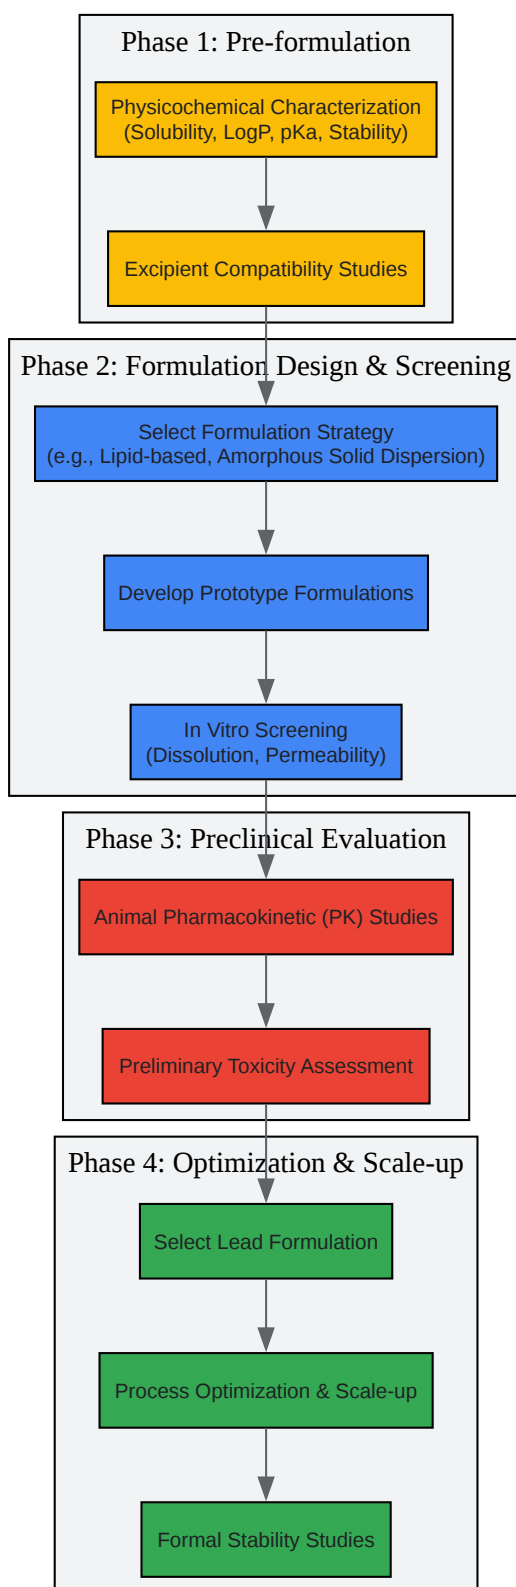 Phase 1: Pre-formulation
Physicochemical Characterization
(Solubility, LogP, pKa, Stability)
Excipient Compatibility Studies
Phase 2: Formulation Design & Screening
Select Formulation Strategy
(e.g., Lipid-based, Amorphous Solid Dispersion)
Develop Prototype Formulations
In Vitro Screening
(Dissolution, Permeability)
Phase 3: Preclinical Evaluation
Animal Pharmacokinetic (PK) Studies
Preliminary Toxicity Assessment
Phase 4: Optimization & Scale-up
Select Lead Formulation
Process Optimization & Scale-up
Formal Stability Studies